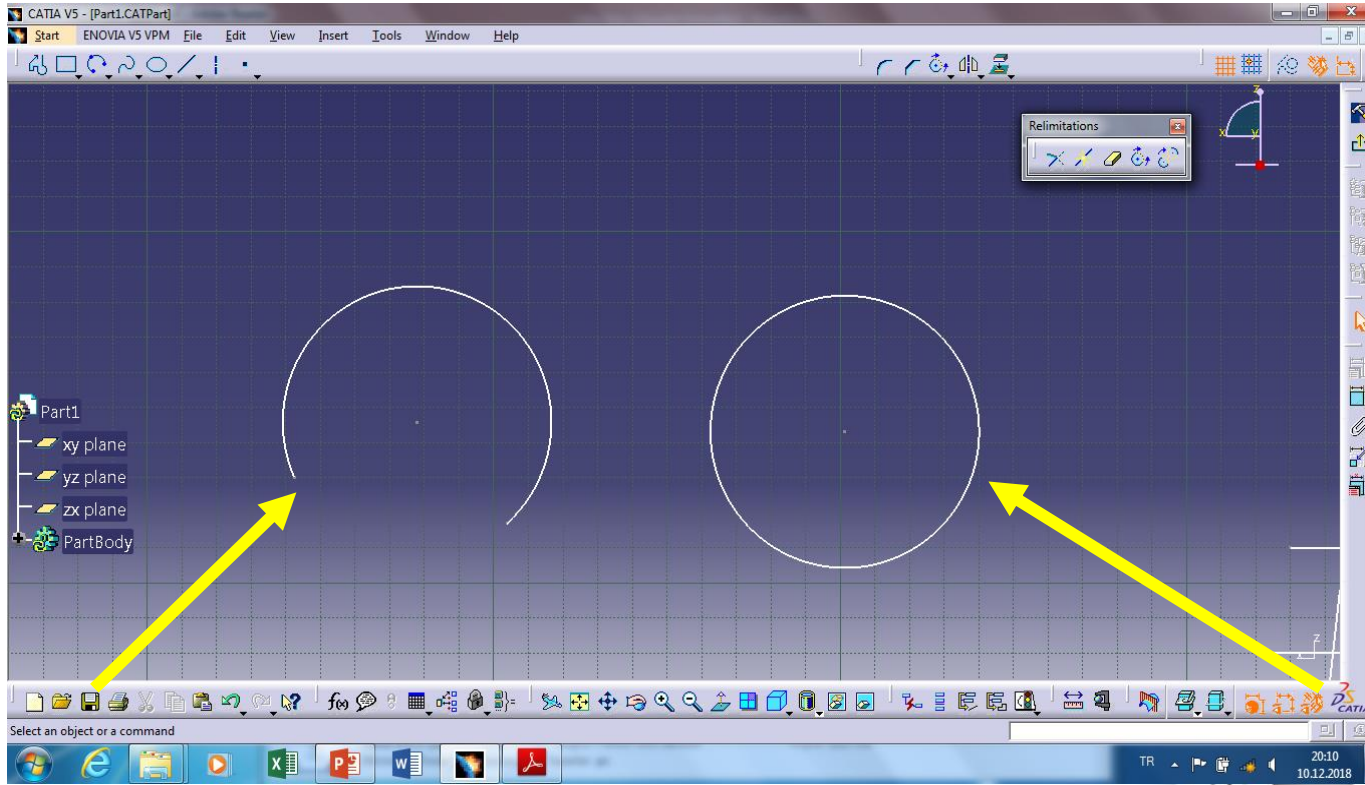 CATIA V5 - [Part1.CATPart]
Start ENOVIA V5 VPM File Edit View Insert Tools Window Help
Relimitations
z
x y
Part1
xy plane
yz plane
zx plane
PartBody
z
f(x)
CATIA
Select an object or a command
TR
20:10
10.12.2018